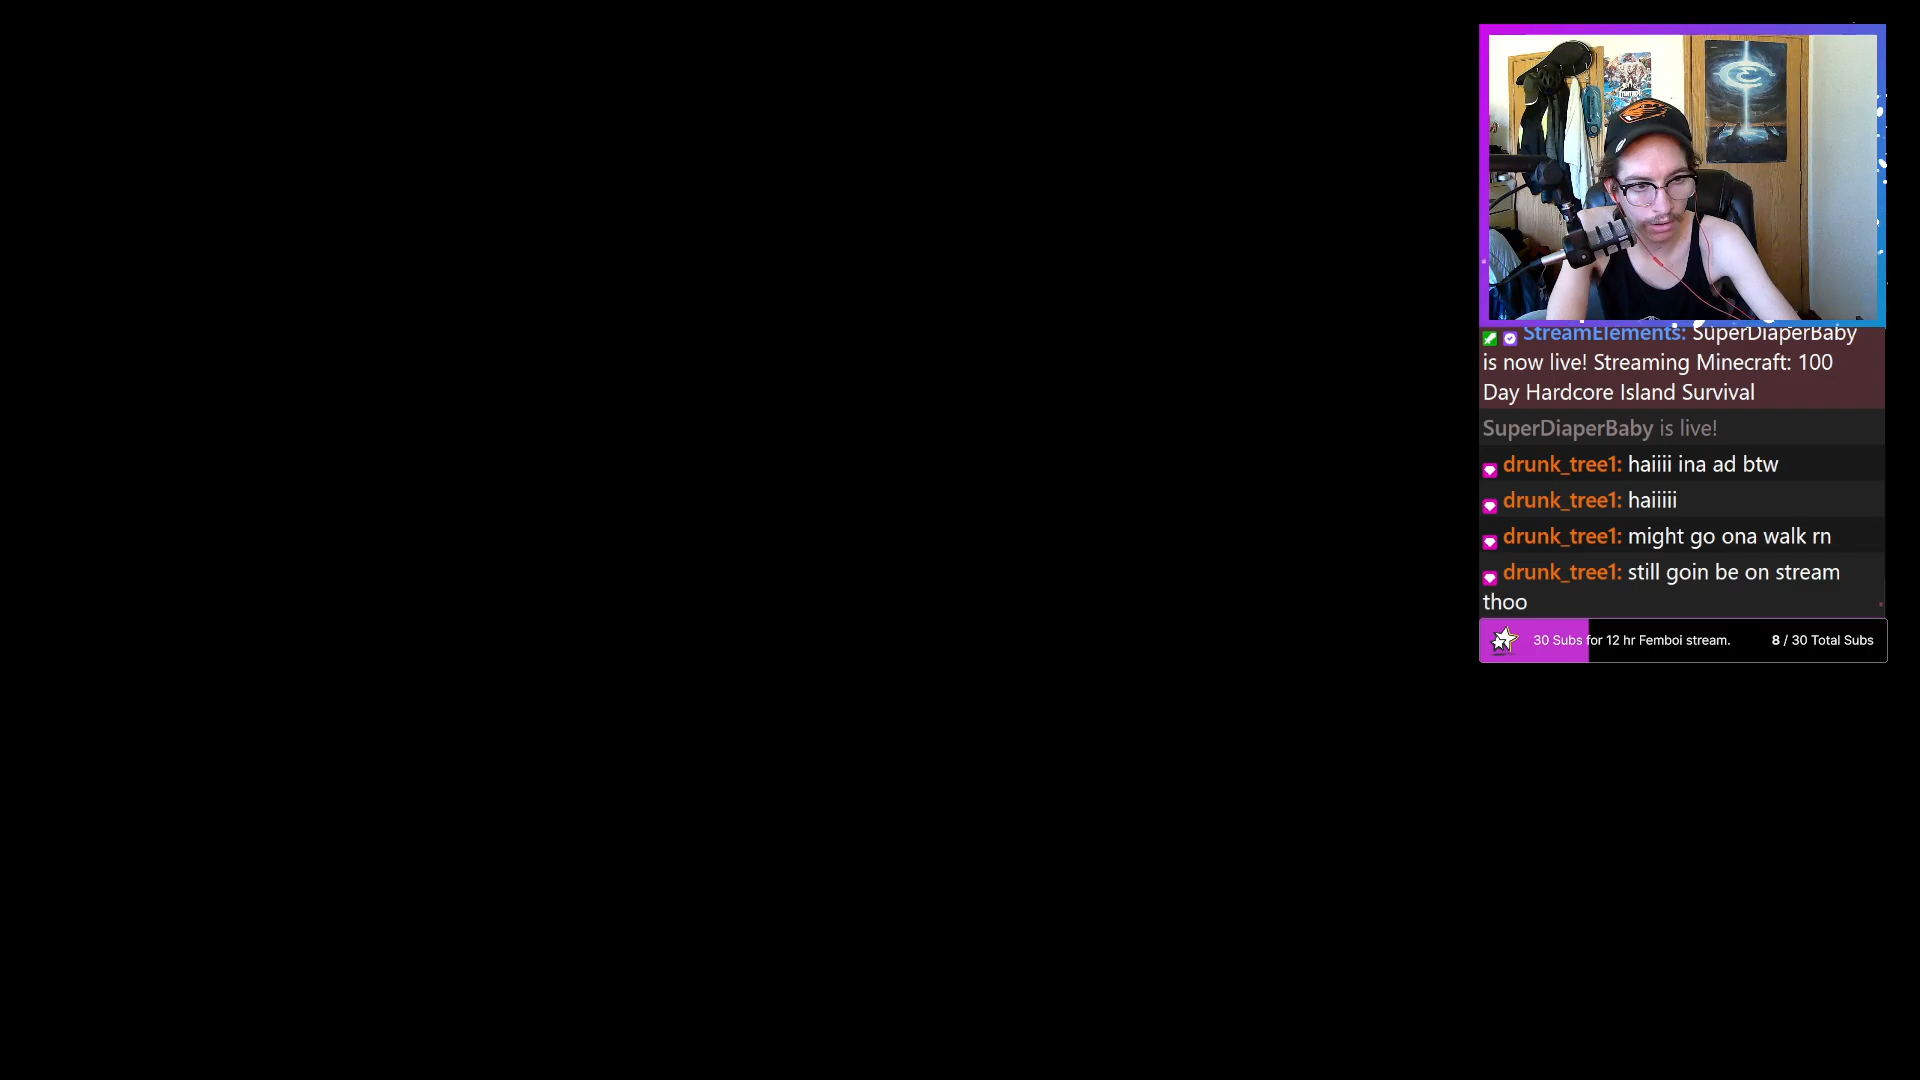 StreamElements: SuperDiaperBaby
is now live! Streaming Minecraft: 100
Day Hardcore Island Survival
SuperDiaperBaby is live!
drunk_tree1: haiiii ina ad btw
drunk_tree1: haiiiii
drunk_tree1: might go ona walk rn
drunk_tree1: still goin be on stream
thoo
30 Subs for 12 hr Femboi stream. 8 / 30 Total Subs